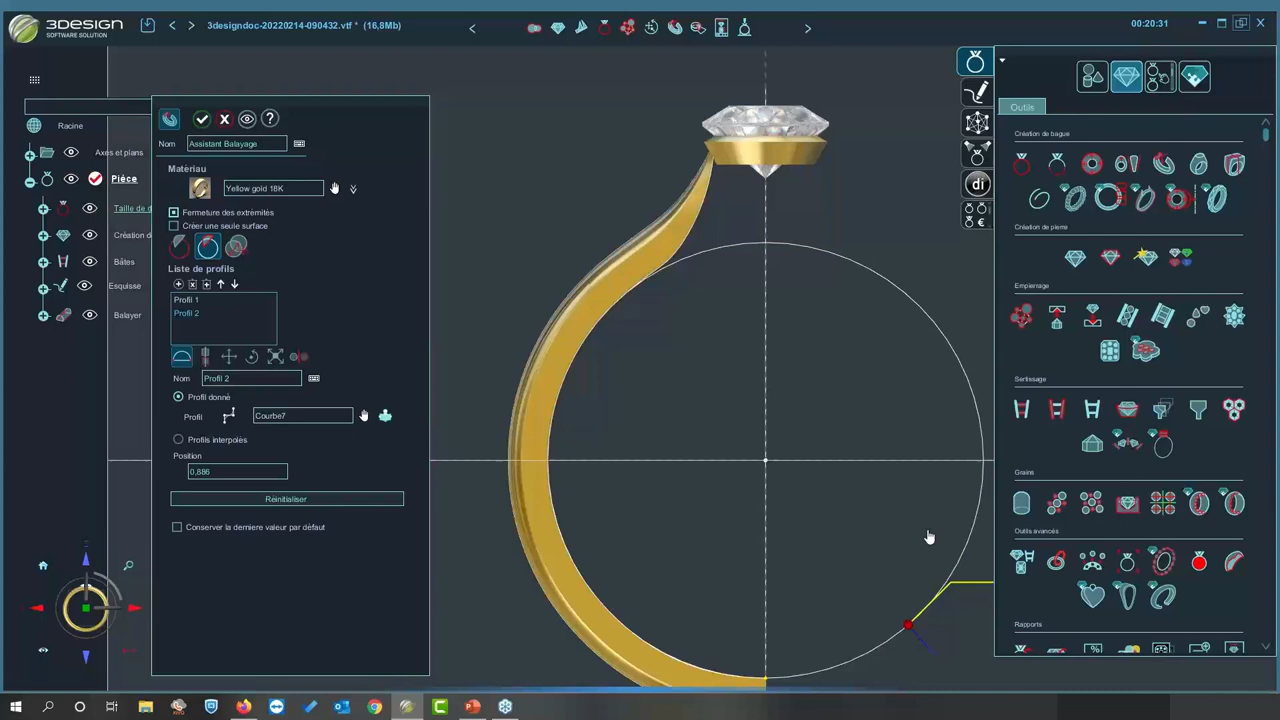 3DESIGN
SOFTWARE SOLUTION
3designdoc-20220214-090432.vtf * (16,8Mb)
00:20:31
Racine
Axes et plans
Pièce
Taille de d
Création d
Bâtes
Esquisse
Balayer
Nom Assistant Balayage
Matériau
Yellow gold 18K
Fermeture des extrémités
Créer une seule surface
Liste de profils
Profil 1
Profil 2
Nom Profil 2
Profil donné
Profil Courbe7
Profils interpolés
Position
0,886
Réinitialiser
Conserver la dernière valeur par défaut
di
€
Outils
Création de bague
Création de pierre
Empierrage
Sertissage
Grains
Outils avancés
Rapports